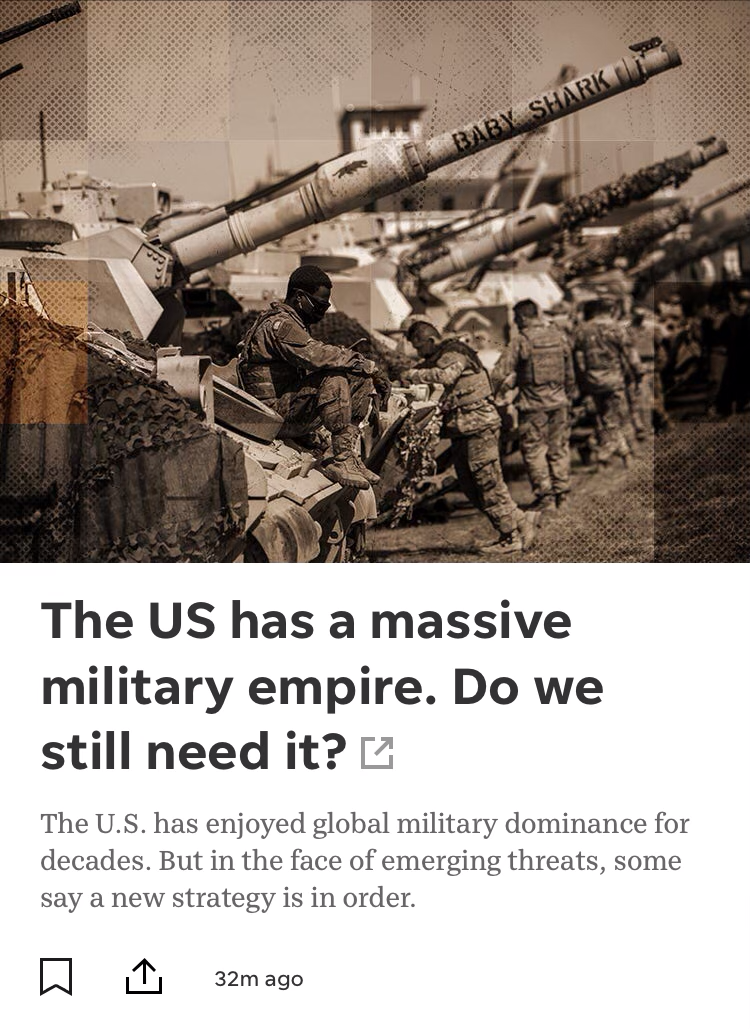 BABY SHARK
The US has a massive
military empire. Do we
still need it?
The U.S. has enjoyed global military dominance for
decades. But in the face of emerging threats, some
say a new strategy is in order.
32m ago